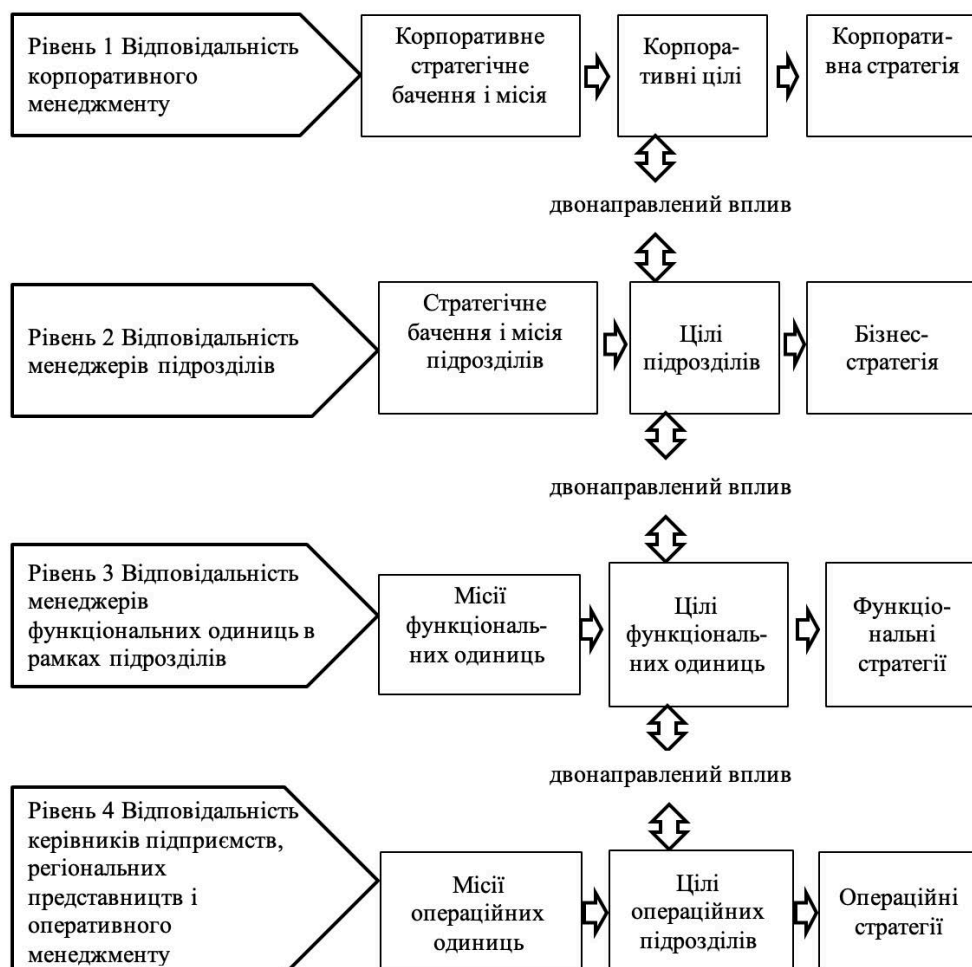 Рівень 1 Відповідальність
корпоративного
менеджменту
Корпоративне
стратегічне
бачення і місія
Корпора-
тивні цілі
Корпорати-
вна стратегія
двонаправлений вплив
Рівень 2 Відповідальність
менеджерів підрозділів
Стратегічне
бачення і місія
підрозділів
Цілі
підрозділів
Бізнес-
стратегія
двонаправлений вплив
Рівень 3 Відповідальність
менеджерів
функціональних одиниць в
рамках підрозділів
Місії
функціональ-
них одиниць
Цілі
функціональ-
них одиниць
Функціо-
нальні
стратегії
двонаправлений вплив
Рівень 4 Відповідальність
керівників підприємств,
регіональних
представництв і
оперативного
менеджменту
Місії
операційних
одиниць
Цілі
операційних
підрозділів
Операційні
стратегії